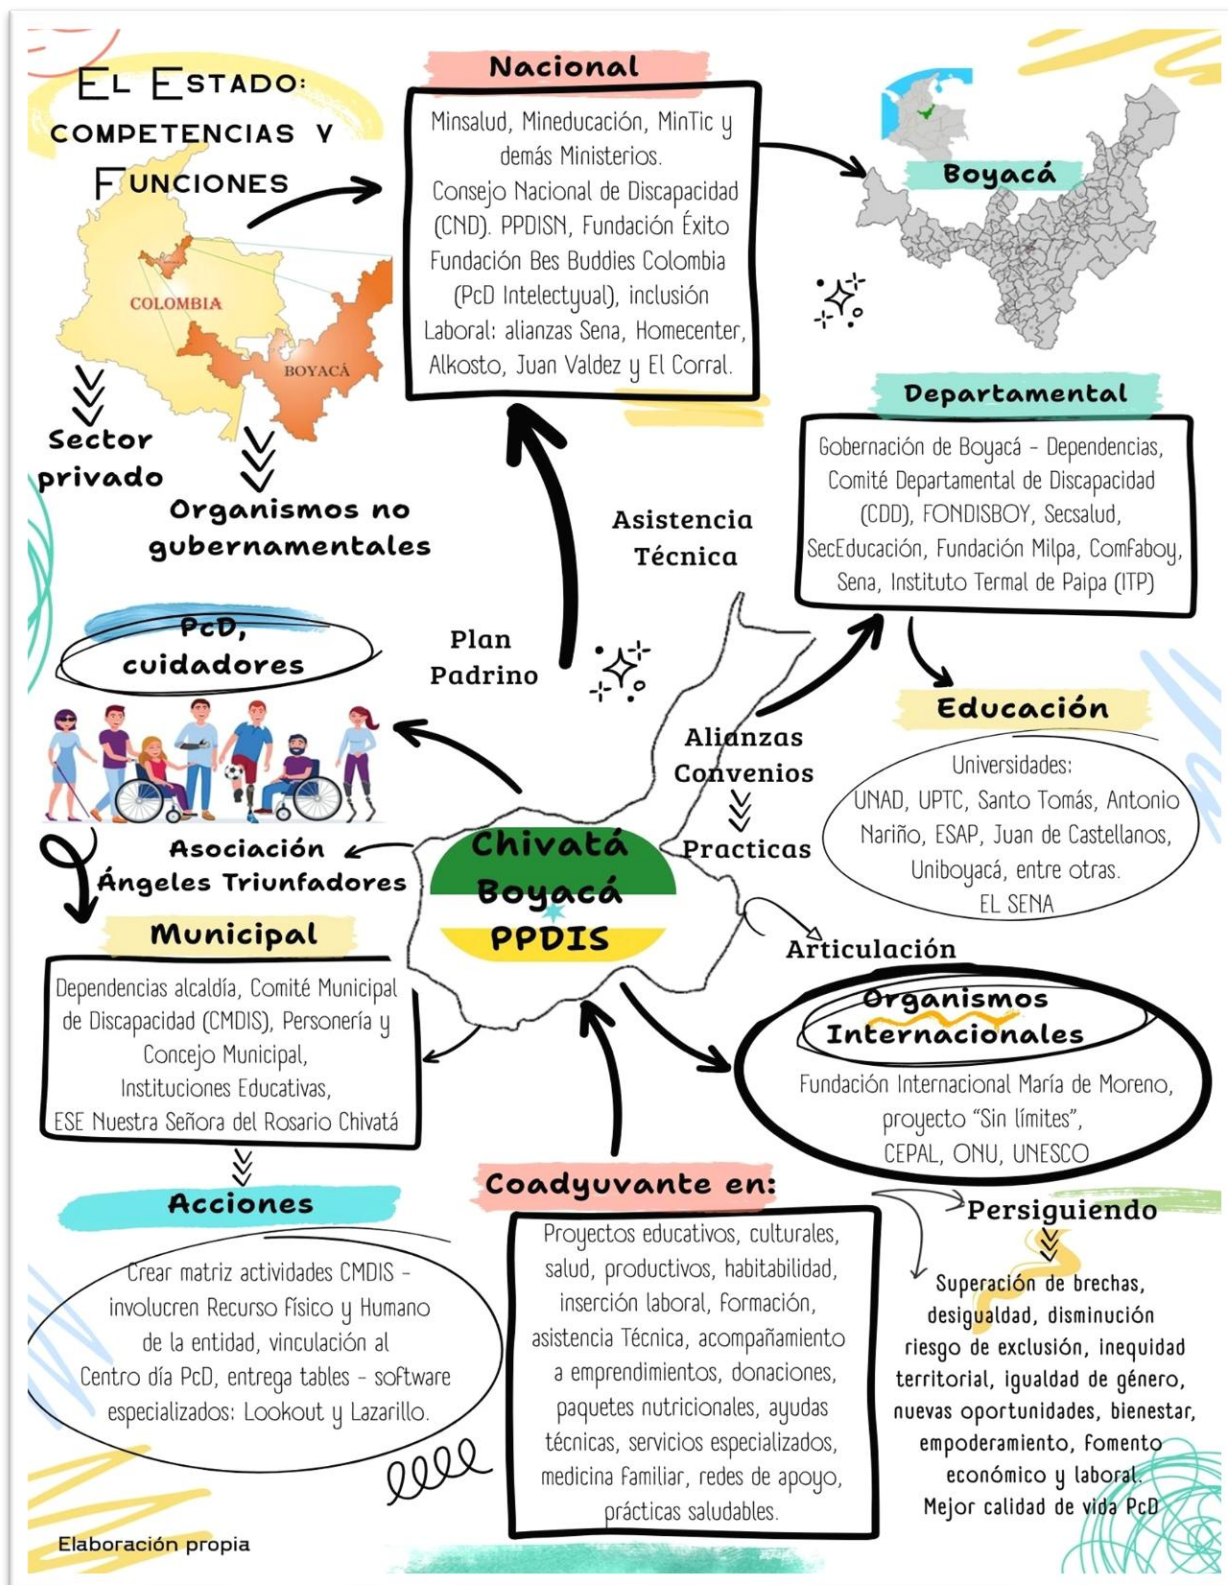 El Estado:
competencias y
Funciones
COLOMBIA
BOYACÁ
Sector
privado
Organismos no
gubernamentales
Nacional
Minsalud, Mineducación, MinTic y
demás Ministerios.
Consejo Nacional de Discapacidad
(CND). PPDISN, Fundación Éxito
Fundación Bes Buddies Colombia
(PcD Intelectyual), inclusión
Laboral: alianzas Sena, Homecenter,
Alkosto, Juan Valdez y El Corral.
Boyacá
Departamental
Gobernación de Boyacá - Dependencias,
Comité Departamental de Discapacidad
(CDD), FONDISBOY, Secsalud,
SecEducación, Fundación Milpa, Comfaboy,
Sena, Instituto Termal de Paipa (ITP)
Asistencia
Técnica
Plan
Padrino
PcD,
cuidadores
Alianzas
Convenios
Practicas
Educación
Universidades:
UNAD, UPTC, Santo Tomás, Antonio
Nariño, ESAP, Juan de Castellanos,
Uniboyacá, entre otras.
EL SENA
Asociación
Ángeles Triunfadores
Chivatá
Boyacá
PPDIS
Municipal
Dependencias alcaldía, Comité Municipal
de Discapacidad (CMDIS), Personería y
Concejo Municipal,
Instituciones Educativas,
ESE Nuestra Señora del Rosario Chivatá
Articulación
Organismos
Internacionales
Fundación Internacional María de Moreno,
proyecto “Sin límites”,
CEPAL, ONU, UNESCO
Acciones
Crear matriz actividades CMDIS -
involucren Recurso físico y Humano
de la entidad, vinculación al
Centro día PcD, entrega tables - software
especializados: Lookout y Lazarillo.
Coadyuvante en:
Proyectos educativos, culturales,
salud, productivos, habitabilidad,
inserción laboral, formación,
asistencia Técnica, acompañamiento
a emprendimientos, donaciones,
paquetes nutricionales, ayudas
técnicas, servicios especializados,
medicina familiar, redes de apoyo,
prácticas saludables.
Persiguiendo
Superación de brechas,
desigualdad, disminución
riesgo de exclusión, inequidad
territorial, igualdad de género,
nuevas oportunidades, bienestar,
empoderamiento, fomento
económico y laboral.
Mejor calidad de vida PcD
Elaboración propia